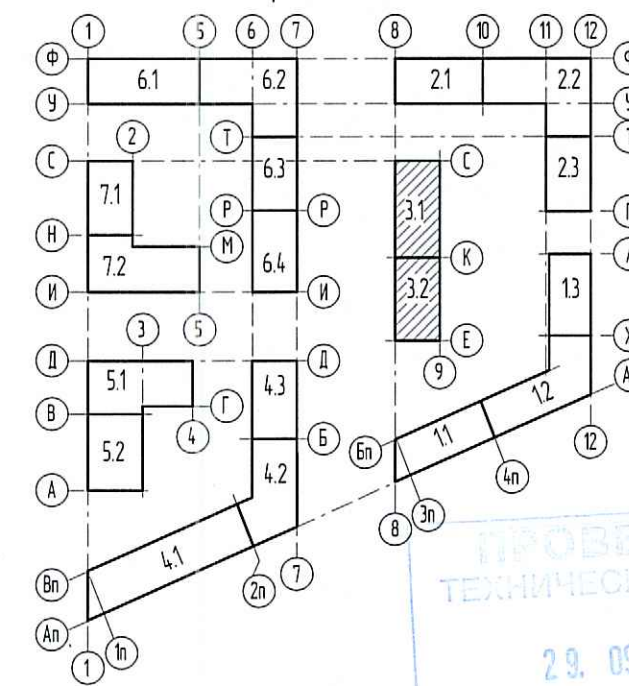 1 5 6 7 8 10 11 12
Ф 6.1 6.2 2.1 2.2
У
2 Т
С 7.1 6.3 С 2.3
3.1
Н Р Р
М К
7.2 6.4 3.2 1.3
И И
3 5 Е
Д 5.1 4.3 Д 9
Г 1.2
В 4 Б 1.1
5.2 4.2 Бп 12
А 4п
3п
8
4.1
Вп 2п 7
Ап 1п
1
ТЕХНИЧЕС
29. 09